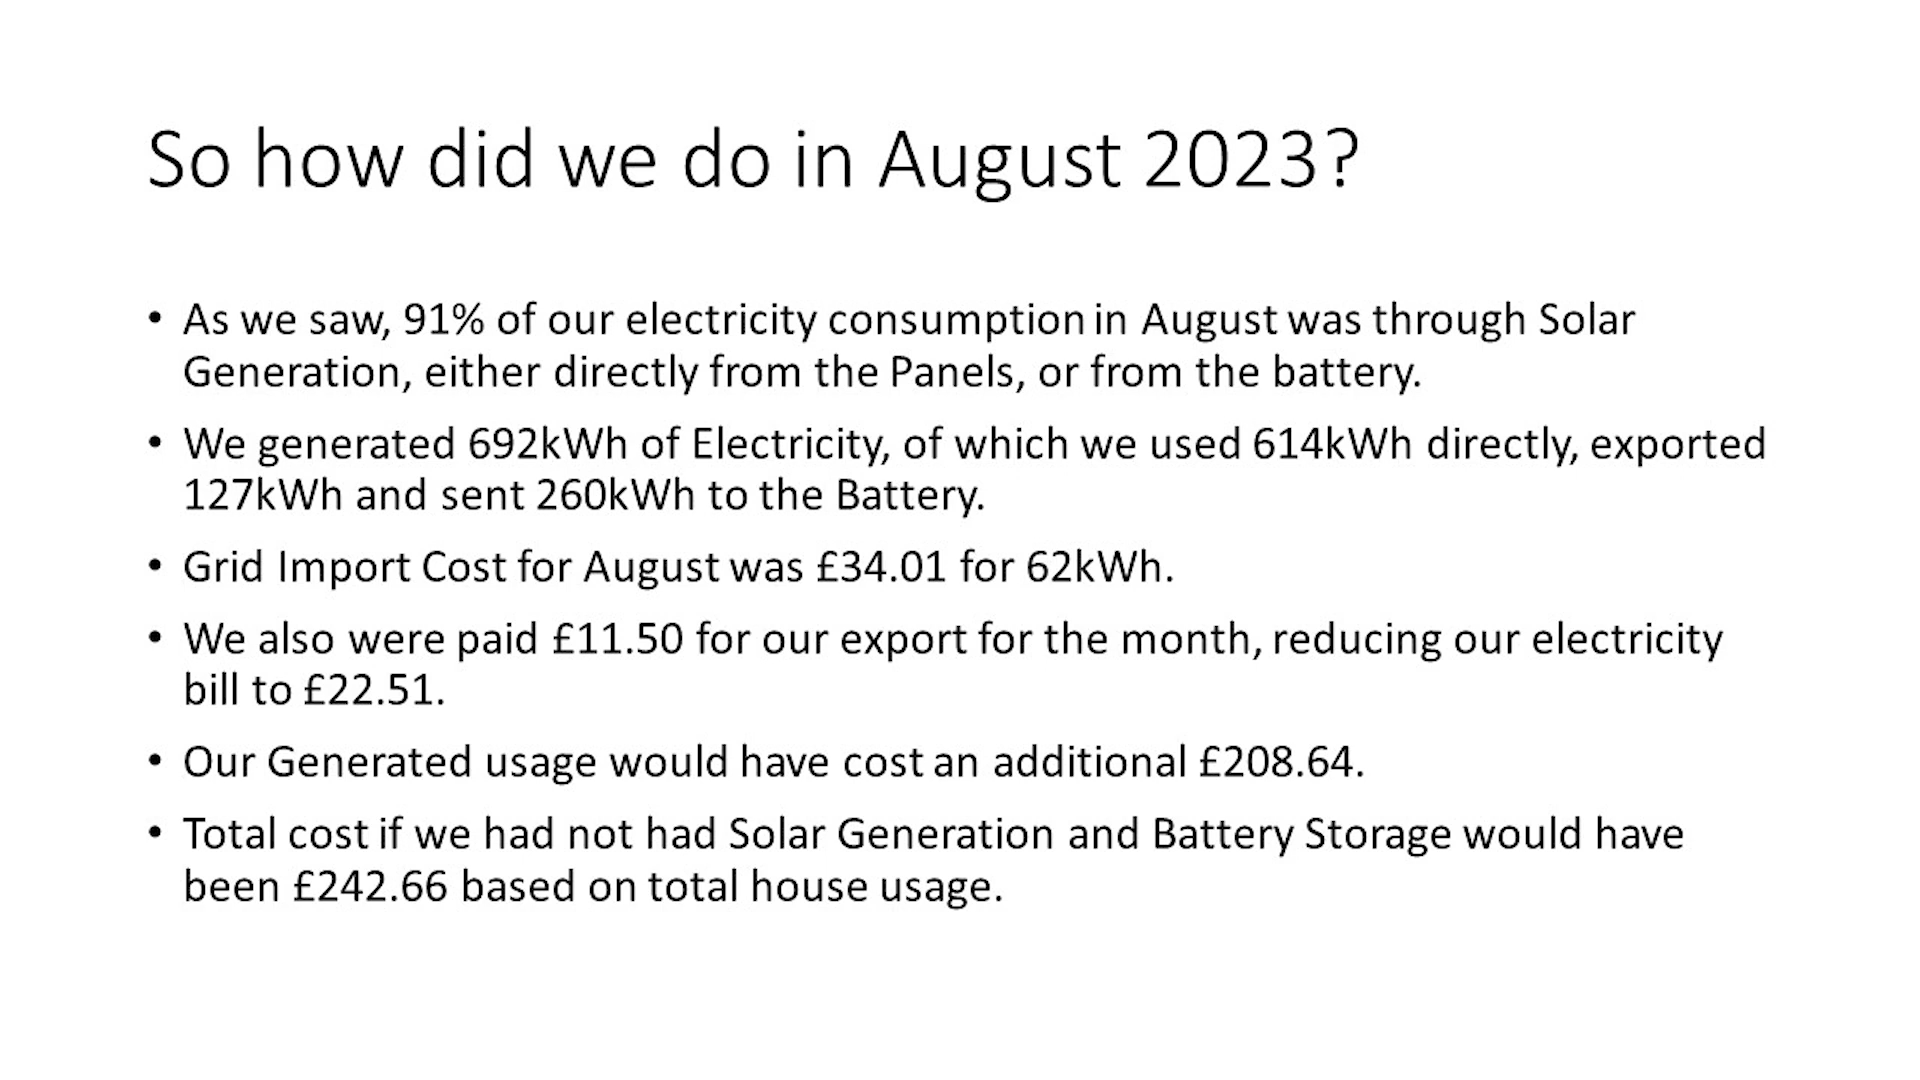 So how did we do in August 2023?
• As we saw, 91% of our electricity consumption in August was through Solar
Generation, either directly from the Panels, or from the battery.
• We generated 692kWh of Electricity, of which we used 614kWh directly, exported
127kWh and sent 260kWh to the Battery.
• Grid Import Cost for August was £34.01 for 62kWh.
• We also were paid £11.50 for our export for the month, reducing our electricity
bill to £22.51.
• Our Generated usage would have cost an additional £208.64.
• Total cost if we had not had Solar Generation and Battery Storage would have
been £242.66 based on total house usage.